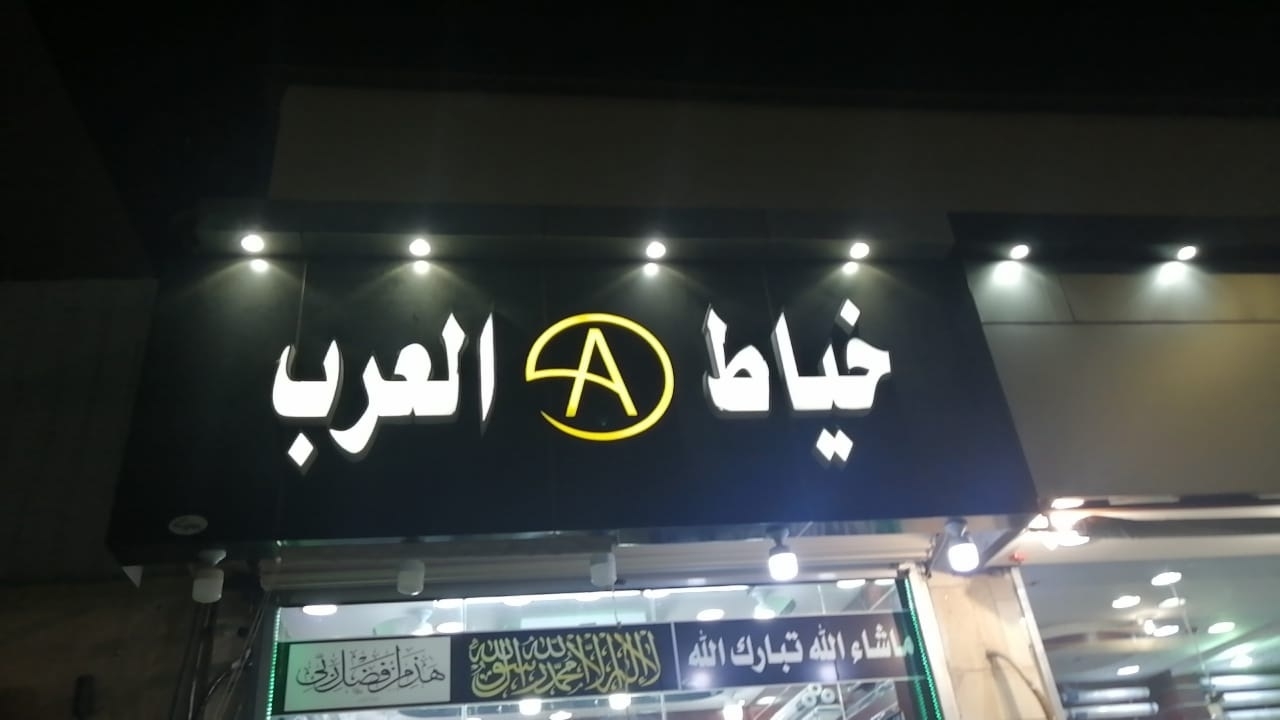 خياط A العرب
ماشاء الله تبارك الله لا إله إلا الله محمد رسول الله هذا من فضل ربي